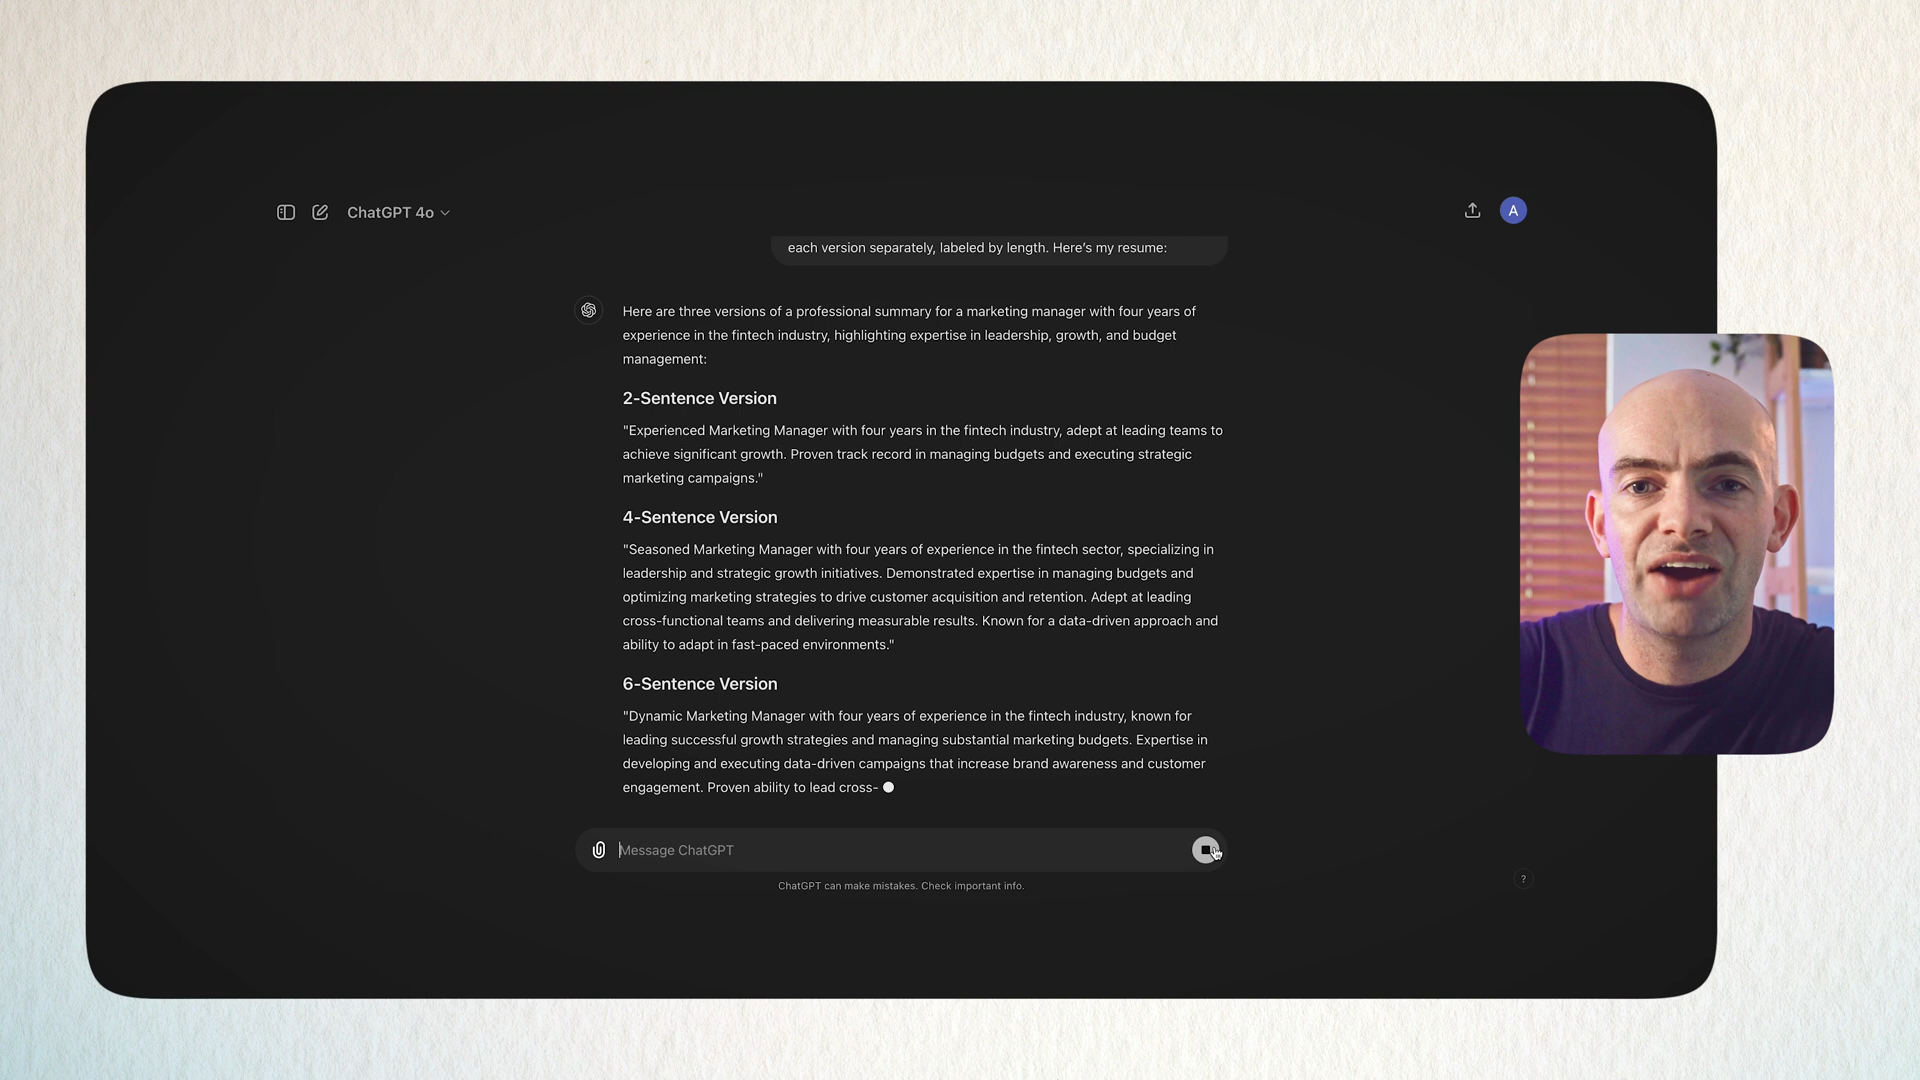 ChatGPT 4o
A
each version separately, labeled by length. Here's my resume:
Here are three versions of a professional summary for a marketing manager with four years of
experience in the fintech industry, highlighting expertise in leadership, growth, and budget
management:
2-Sentence Version
"Experienced Marketing Manager with four years in the fintech industry, adept at leading teams to
achieve significant growth. Proven track record in managing budgets and executing strategic
marketing campaigns."
4-Sentence Version
"Seasoned Marketing Manager with four years of experience in the fintech sector, specializing in
leadership and strategic growth initiatives. Demonstrated expertise in managing budgets and
optimizing marketing strategies to drive customer acquisition and retention. Adept at leading
cross-functional teams and delivering measurable results. Known for a data-driven approach and
ability to adapt in fast-paced environments."
6-Sentence Version
"Dynamic Marketing Manager with four years of experience in the fintech industry, known for
leading successful growth strategies and managing substantial marketing budgets. Expertise in
developing and executing data-driven campaigns that increase brand awareness and customer
engagement. Proven ability to lead cross-
Message ChatGPT
ChatGPT can make mistakes. Check important info.
?